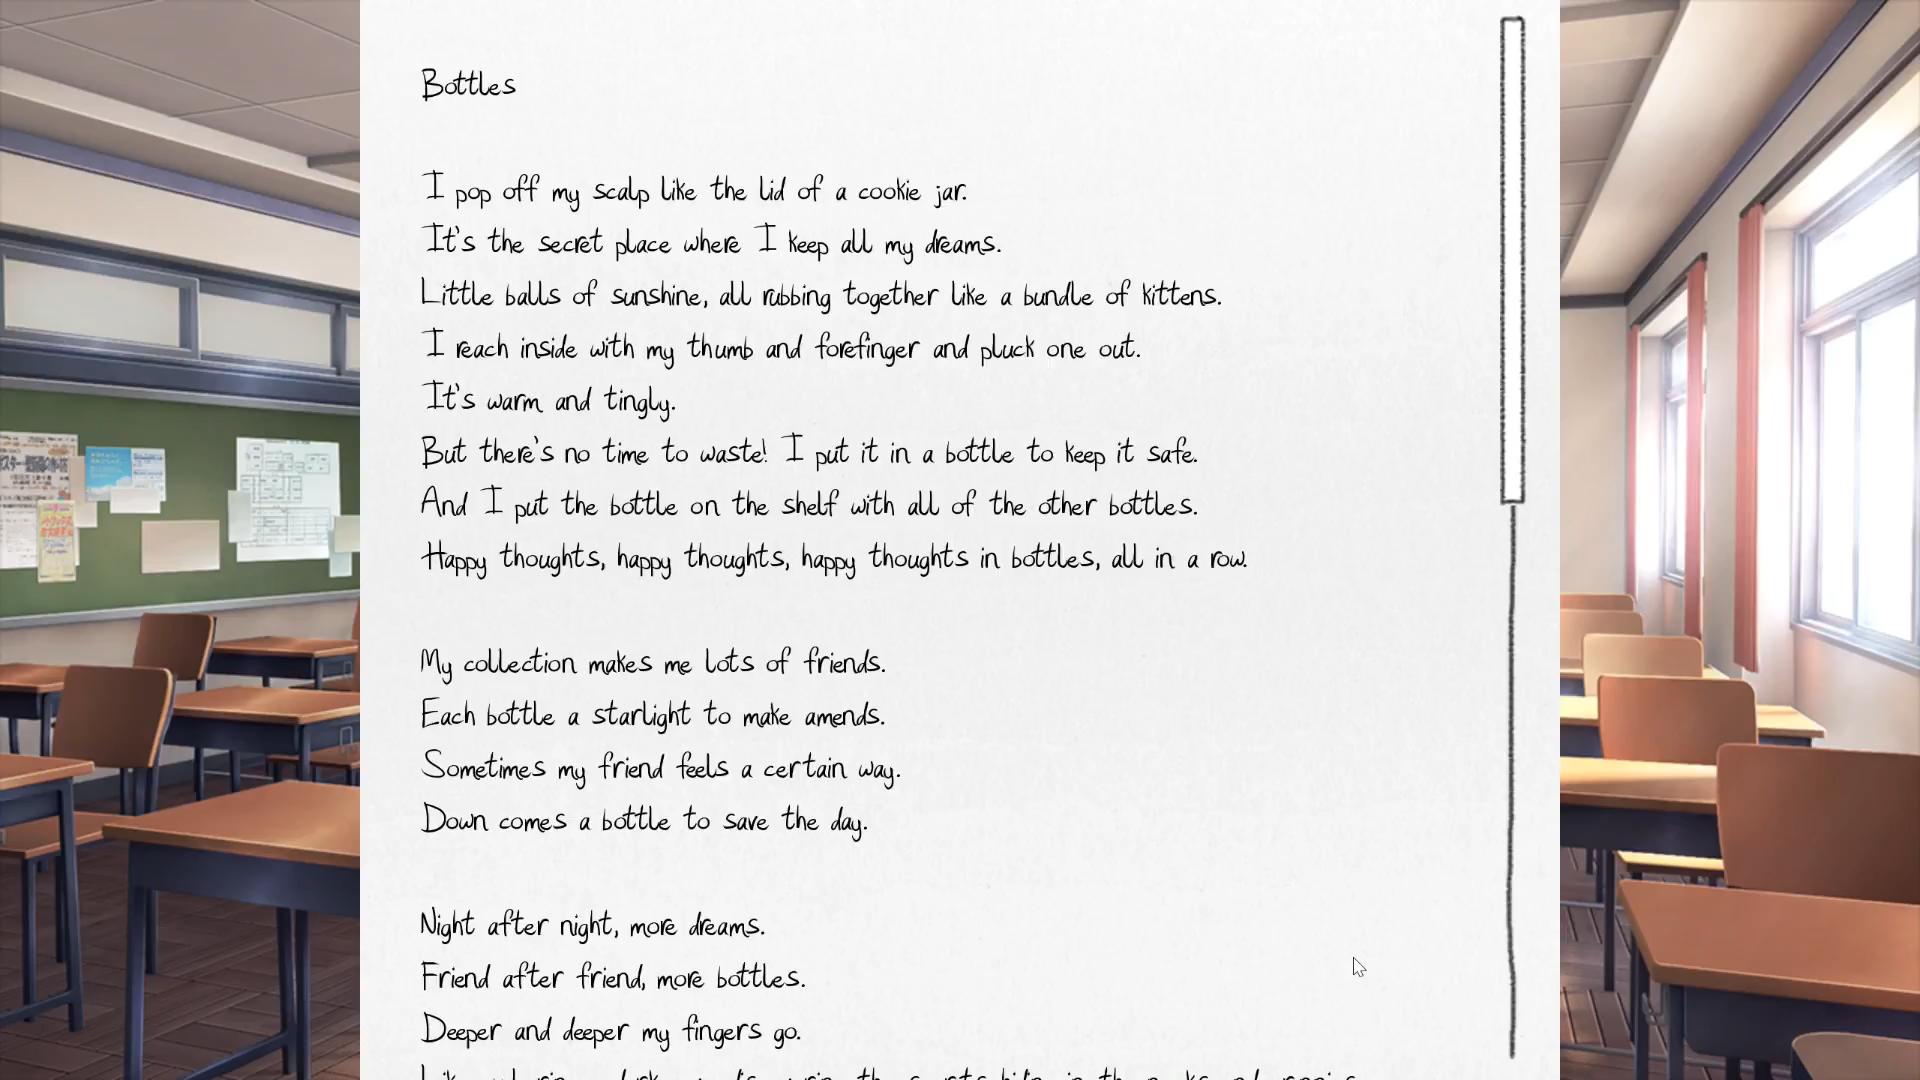 Bottles
I pop off my scalp like the lid of a cookie jar.
It's the secret place where I keep all my dreams.
Little balls of sunshine, all rubbing together like a bundle of kittens.
I reach inside with my thumb and forefinger and pluck one out.
It's warm and tingly.
But there's no time to waste! I put it in a bottle to keep it safe.
And I put the bottle on the shelf with all of the other bottles.
Happy thoughts, happy thoughts, happy thoughts in bottles, all in a row.
My collection makes me lots of friends.
Each bottle a starlight to make amends.
Sometimes my friend feels a certain way.
Down comes a bottle to save the day.
Night after night, more dreams.
Friend after friend, more bottles.
Deeper and deeper my fingers go.